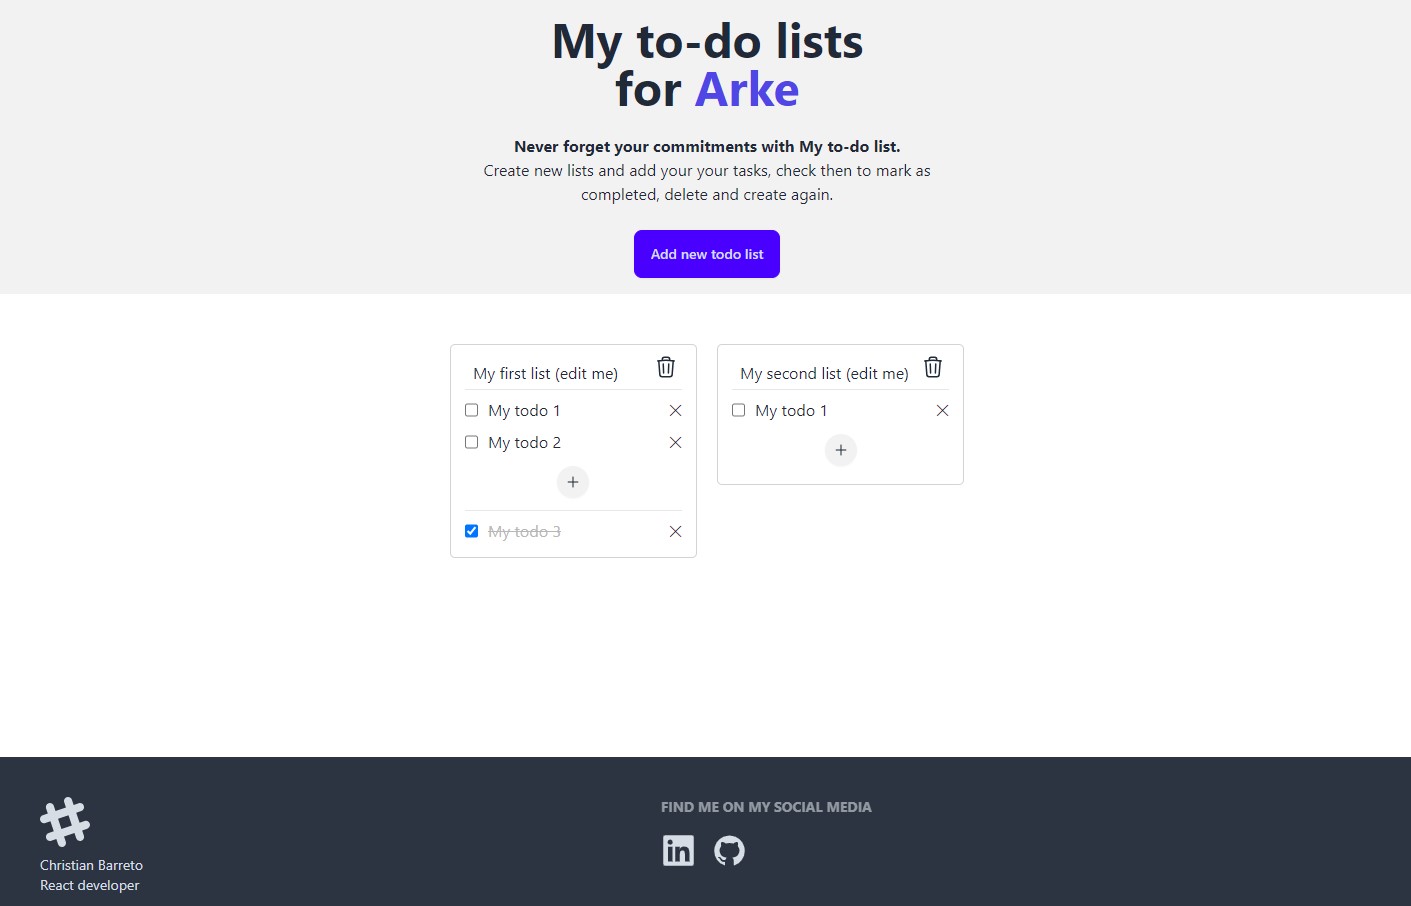 My to-do lists
for Arke
Never forget your commitments with My to-do list.
Create new lists and add your your tasks, check then to mark as
completed, delete and create again.
Add new todo list
My first list (edit me)
My todo 1
My todo 2
+
My todo 3
My second list (edit me)
My todo 1
+
Christian Barreto
React developer
FIND ME ON MY SOCIAL MEDIA
in